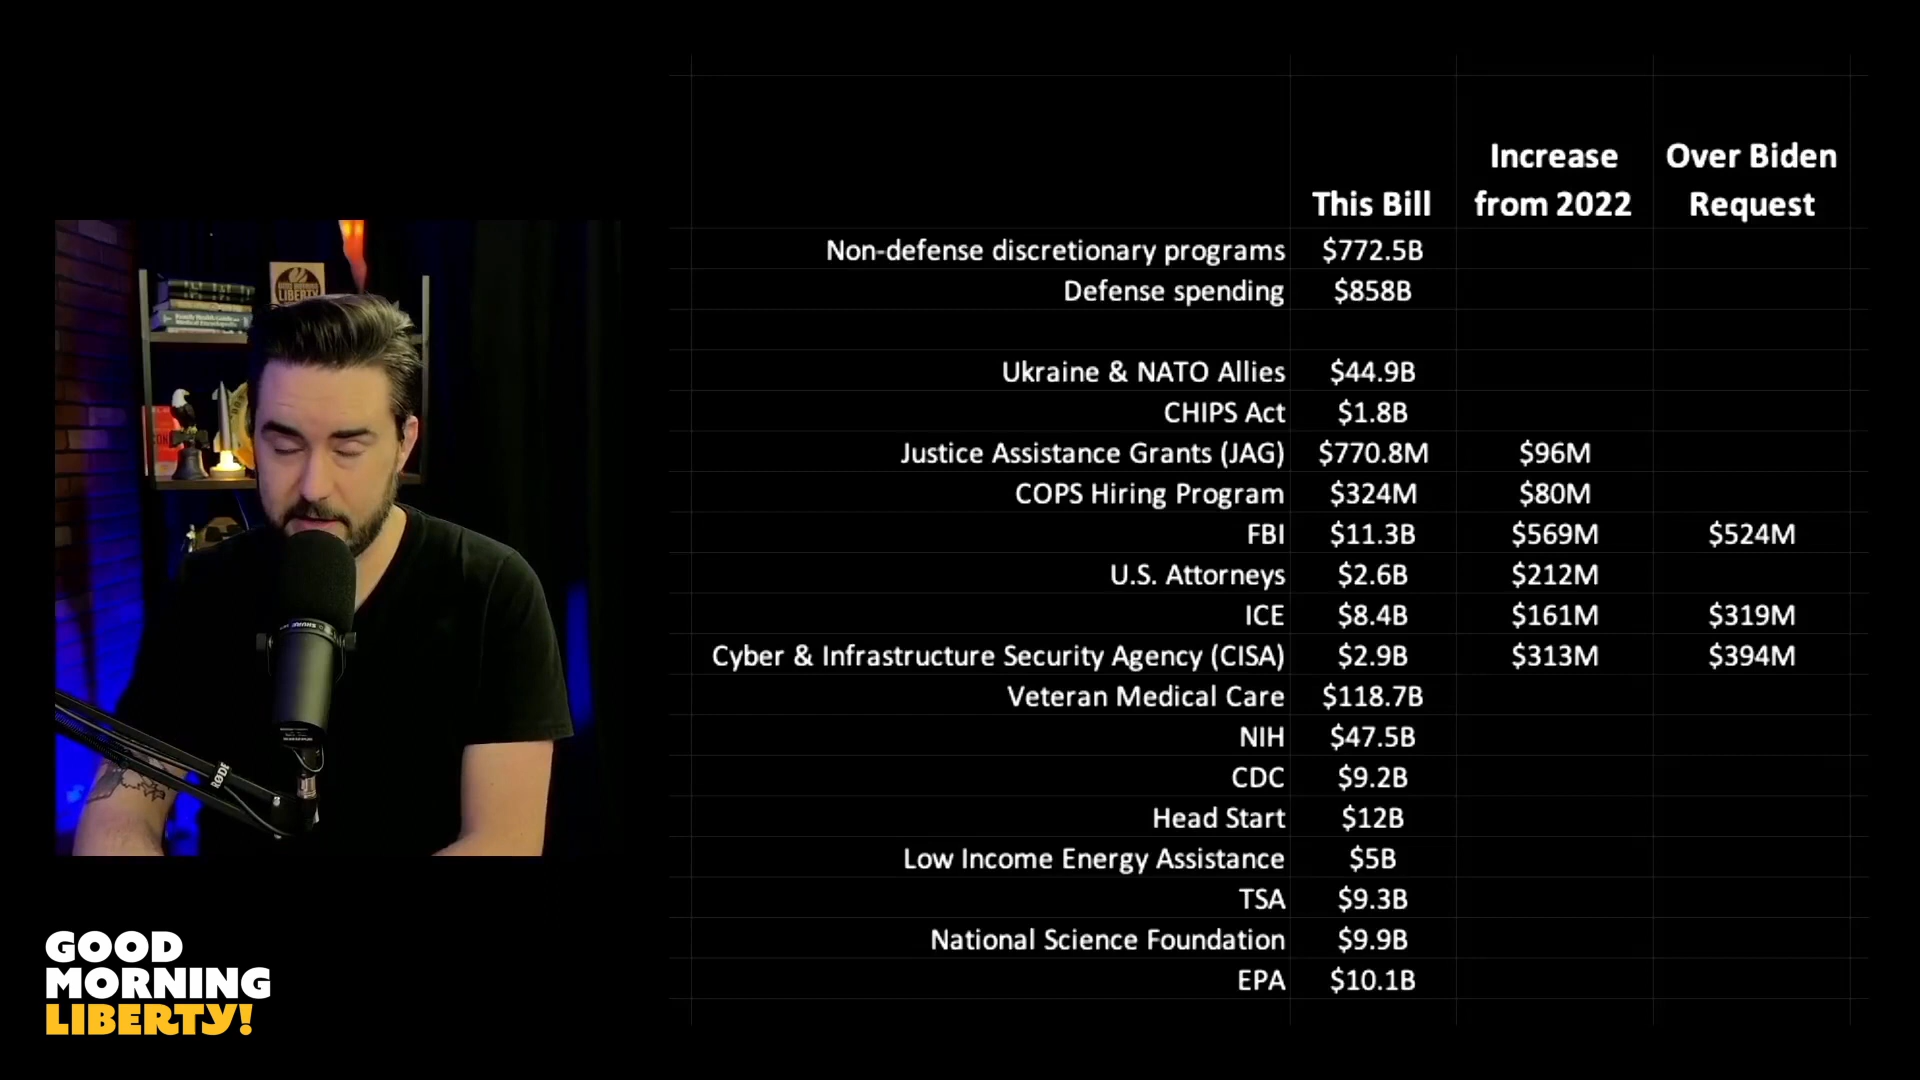 Increase Over Biden
This Bill from 2022 Request
Non-defense discretionary programs $772.5B
Defense spending $858B
Ukraine & NATO Allies $44.9B
CHIPS Act $1.8B
Justice Assistance Grants (JAG) $770.8M $96M
COPS Hiring Program $324M $80M
FBI $11.3B $569M $524M
U.S. Attorneys $2.6B $212M
ICE $8.4B $161M $319M
Cyber & Infrastructure Security Agency (CISA) $2.9B $313M $394M
Veteran Medical Care $118.7B
NIH $47.5B
CDC $9.2B
Head Start $12B
Low Income Energy Assistance $5B
TSA $9.3B
National Science Foundation $9.9B
EPA $10.1B
LIBERTY
RØDE
GOOD
MORNING
LIBERTY!